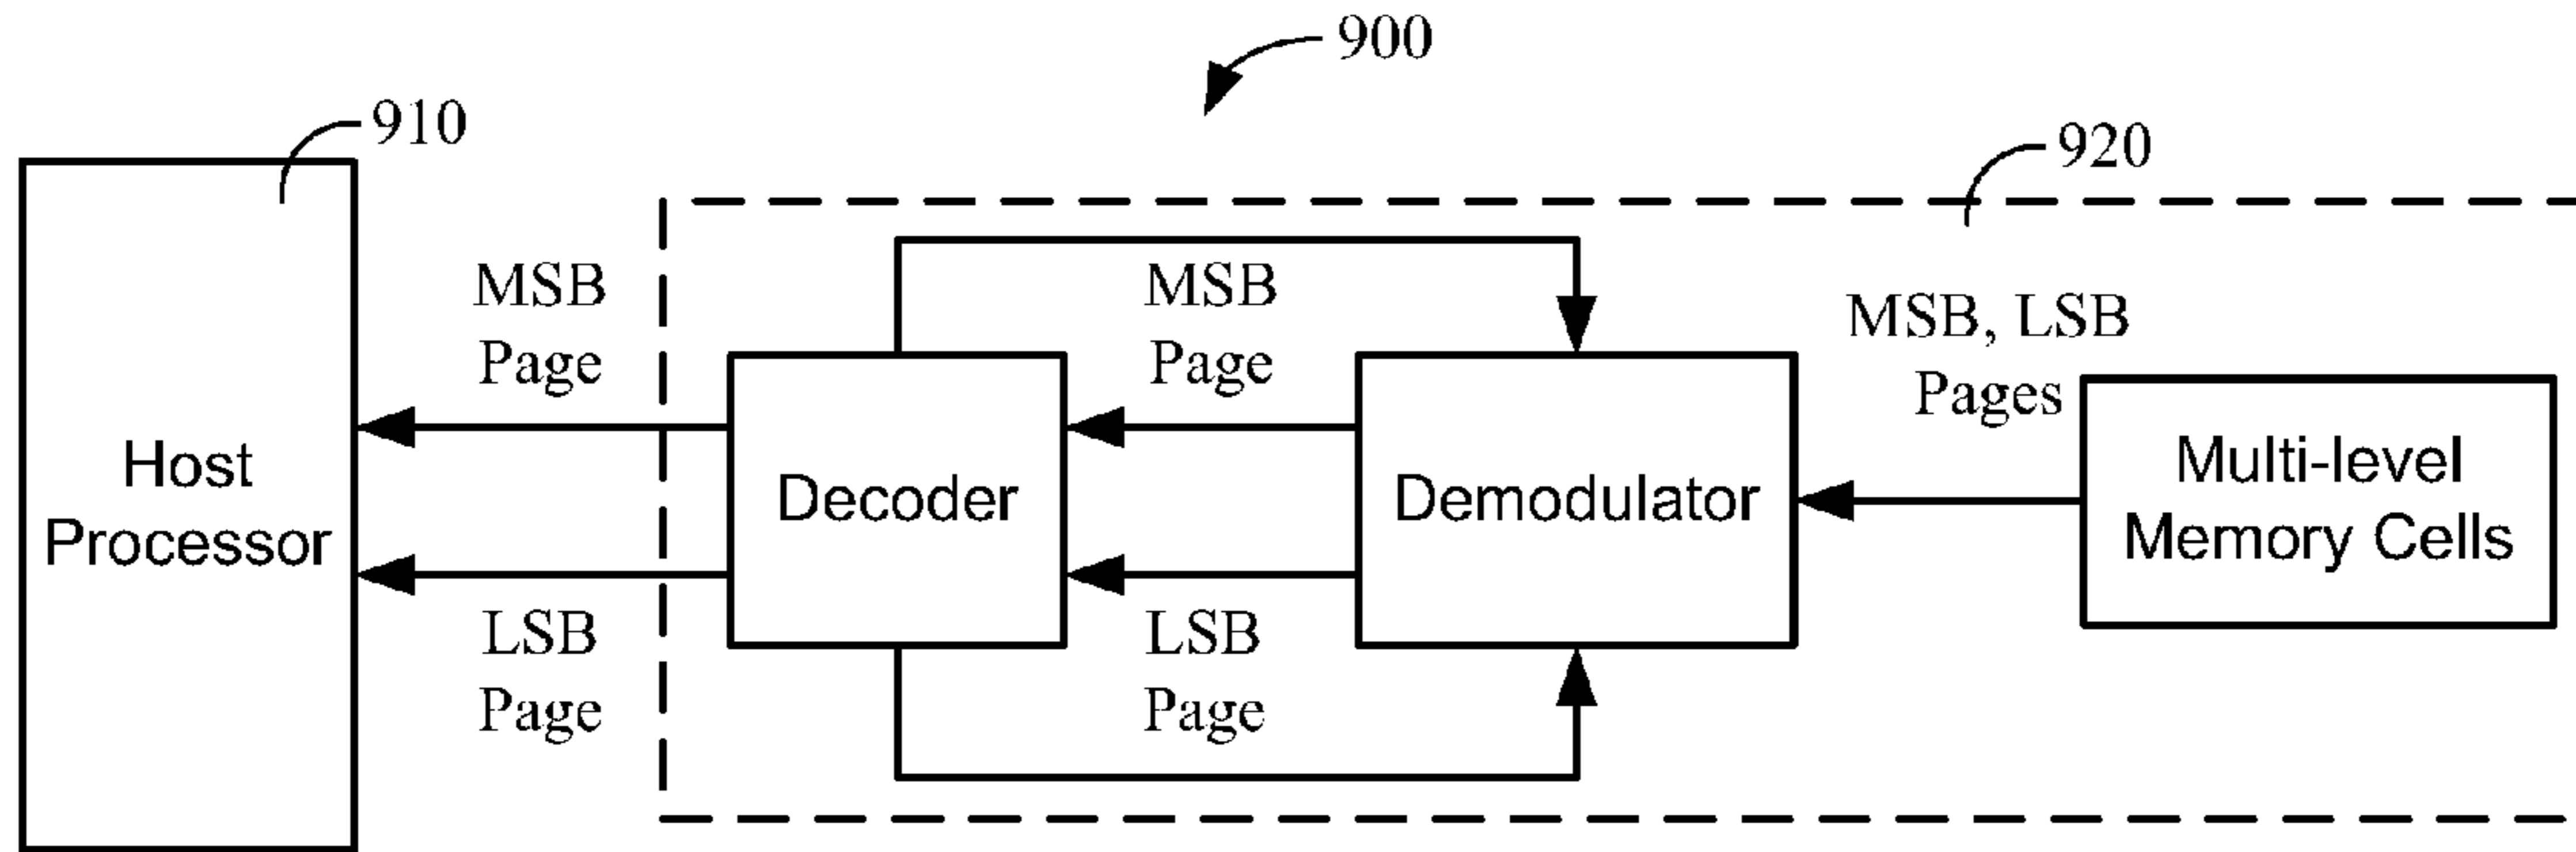 900
910
920
MSB
Page
MSB
Page
MSB, LSB
Pages
Host
Processor
Decoder
Demodulator
Multi-level
Memory Cells
LSB
Page
LSB
Page